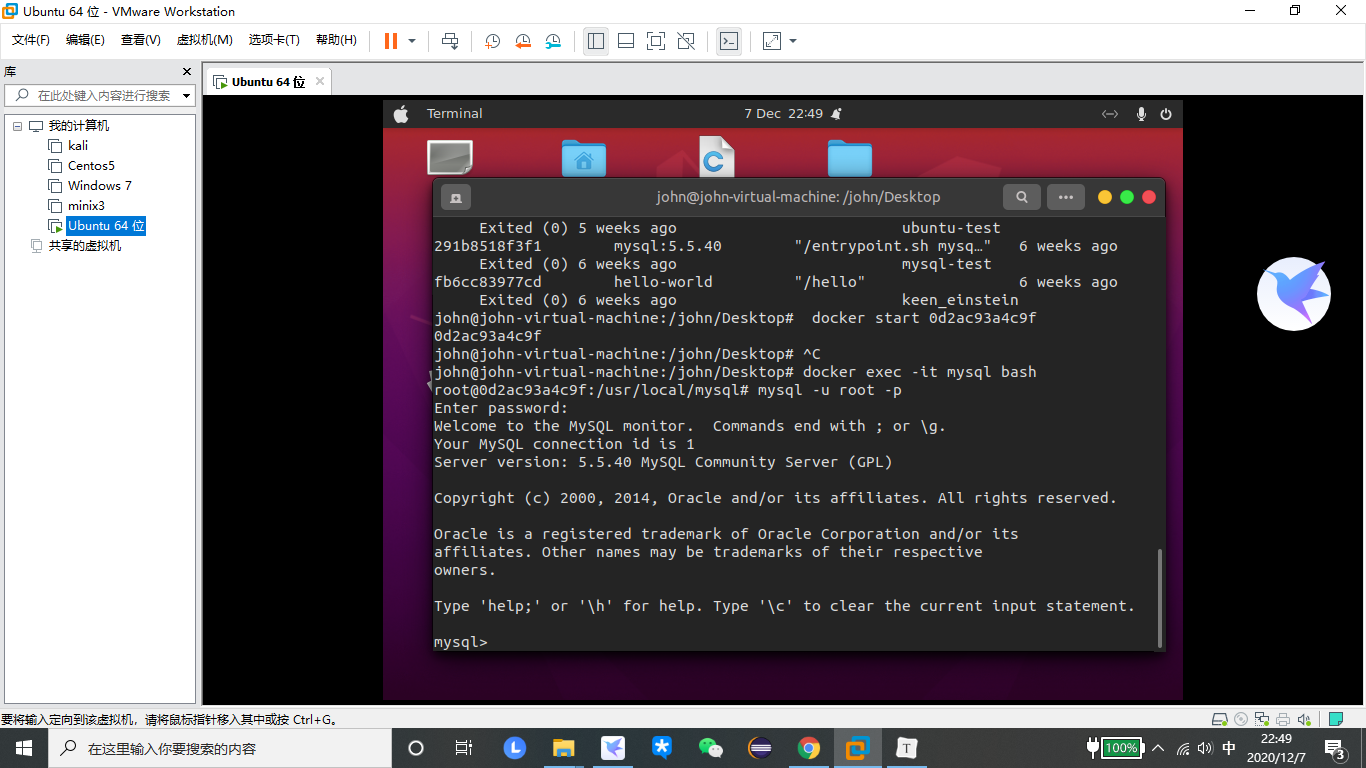 Ubuntu 64 位 - VMware Workstation
文件(F) 编辑(E) 查看(V) 虚拟机(M) 选项卡(T) 帮助(H)
库
在此处键入内容进行搜索
我的计算机
kali
Centos5
Windows 7
minix3
Ubuntu 64 位
共享的虚拟机
Ubuntu 64 位
Terminal 7 Dec 22:49
C
john@john-virtual-machine: /john/Desktop
Exited (0) 5 weeks ago ubuntu-test
291b8518f3f1 mysql:5.5.40 "/entrypoint.sh mysq…" 6 weeks ago
Exited (0) 6 weeks ago mysql-test
fb6cc83977cd hello-world "/hello" 6 weeks ago
Exited (0) 6 weeks ago keen_einstein
john@john-virtual-machine:/john/Desktop# docker start 0d2ac93a4c9f
0d2ac93a4c9f
john@john-virtual-machine:/john/Desktop# ^C
john@john-virtual-machine:/john/Desktop# docker exec -it mysql bash
root@0d2ac93a4c9f:/usr/local/mysql# mysql -u root -p
Enter password:
Welcome to the MySQL monitor. Commands end with ; or \g.
Your MySQL connection id is 1
Server version: 5.5.40 MySQL Community Server (GPL)
Copyright (c) 2000, 2014, Oracle and/or its affiliates. All rights reserved.
Oracle is a registered trademark of Oracle Corporation and/or its
affiliates. Other names may be trademarks of their respective
owners.
Type 'help;' or '\h' for help. Type '\c' to clear the current input statement.
mysql>
要将输入定向到该虚拟机，请将鼠标指针移入其中或按 Ctrl+G。
在这里输入你要搜索的内容
L
T
100%
中
22:49
2020/12/7
3